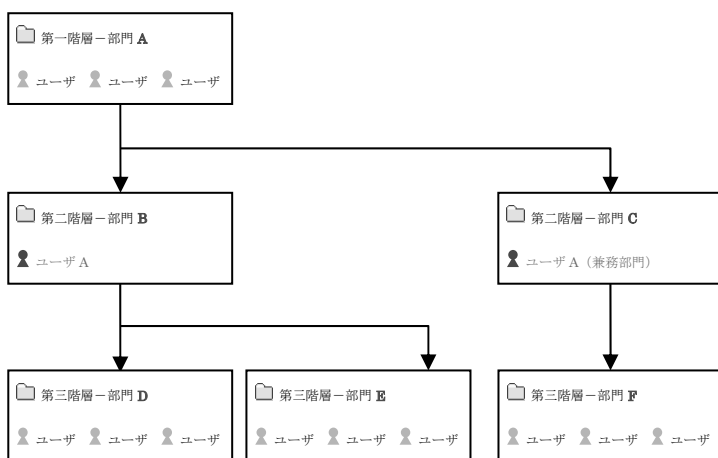 第一階層－部門 A
ユーザ ユーザ ユーザ
第二階層－部門 B
ユーザ A
第二階層－部門 C
ユーザ A（兼務部門）
第三階層－部門 D
ユーザ ユーザ ユーザ
第三階層－部門 E
ユーザ ユーザ ユーザ
第三階層－部門 F
ユーザ ユーザ ユーザ